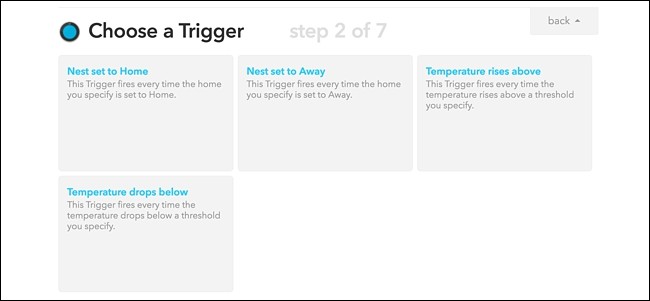 Choose a Trigger step 2 of 7 back
Nest set to Home
This Trigger fires every time the home
you specify is set to Home.
Nest set to Away
This Trigger fires every time the home
you specify is set to Away.
Temperature rises above
This Trigger fires every time the
temperature rises above a threshold
you specify.
Temperature drops below
This Trigger fires every time the
temperature drops below a threshold
you specify.